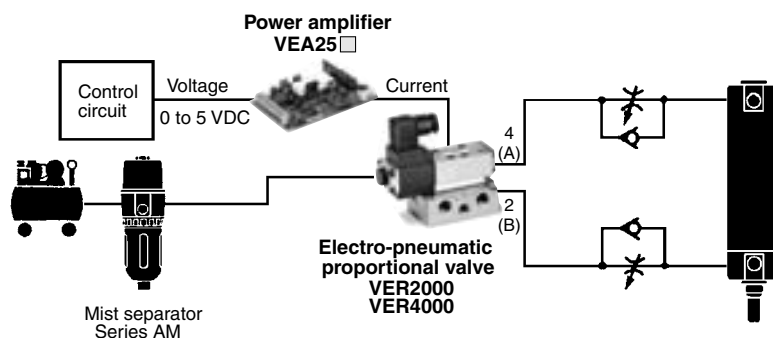 Power amplifier
VEA25□
Control
circuit
Voltage
0 to 5 VDC
Current
4
(A)
2
(B)
Electro-pneumatic
proportional valve
VER2000
VER4000
Mist separator
Series AM